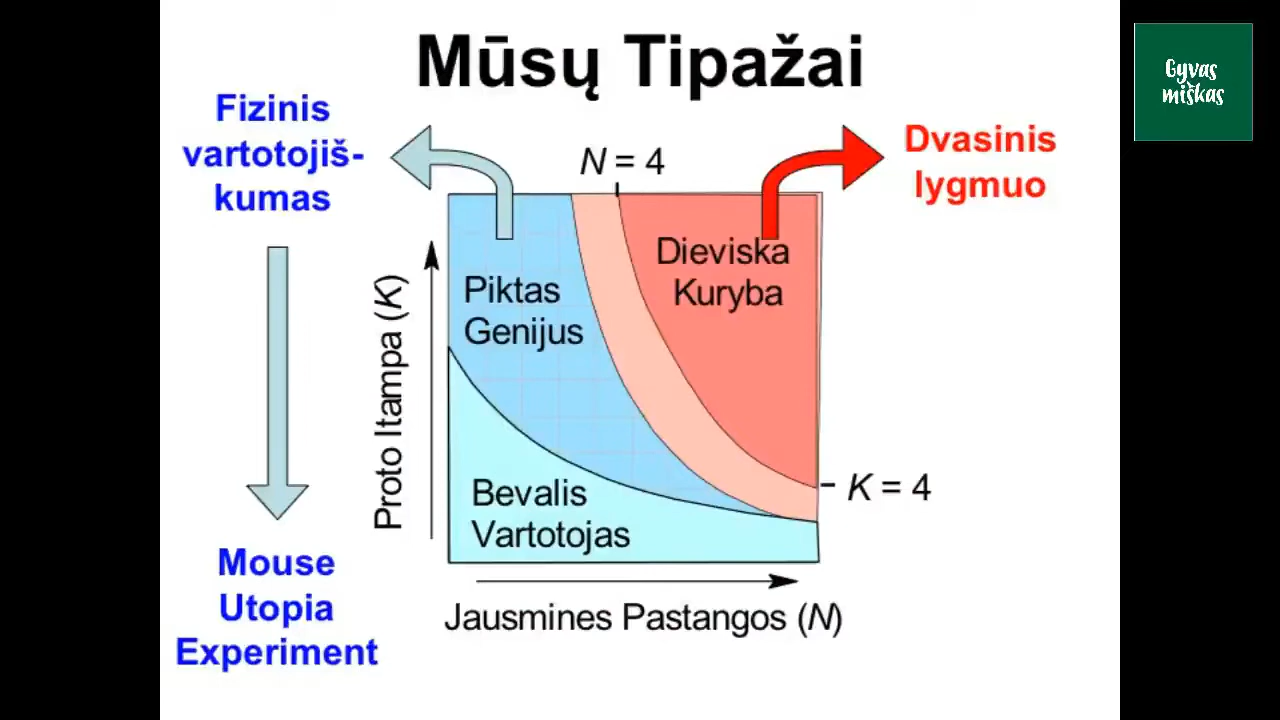 Mūsų Tipažai
Gyvas
miškas
Fizinis
vartotojiš-
kumas
N = 4
Dvasinis
lygmuo
Dieviska
Kuryba
Piktas
Genijus
Proto Itampa (K)
K = 4
Bevalis
Vartotojas
Jausmines Pastangos (N)
Mouse
Utopia
Experiment